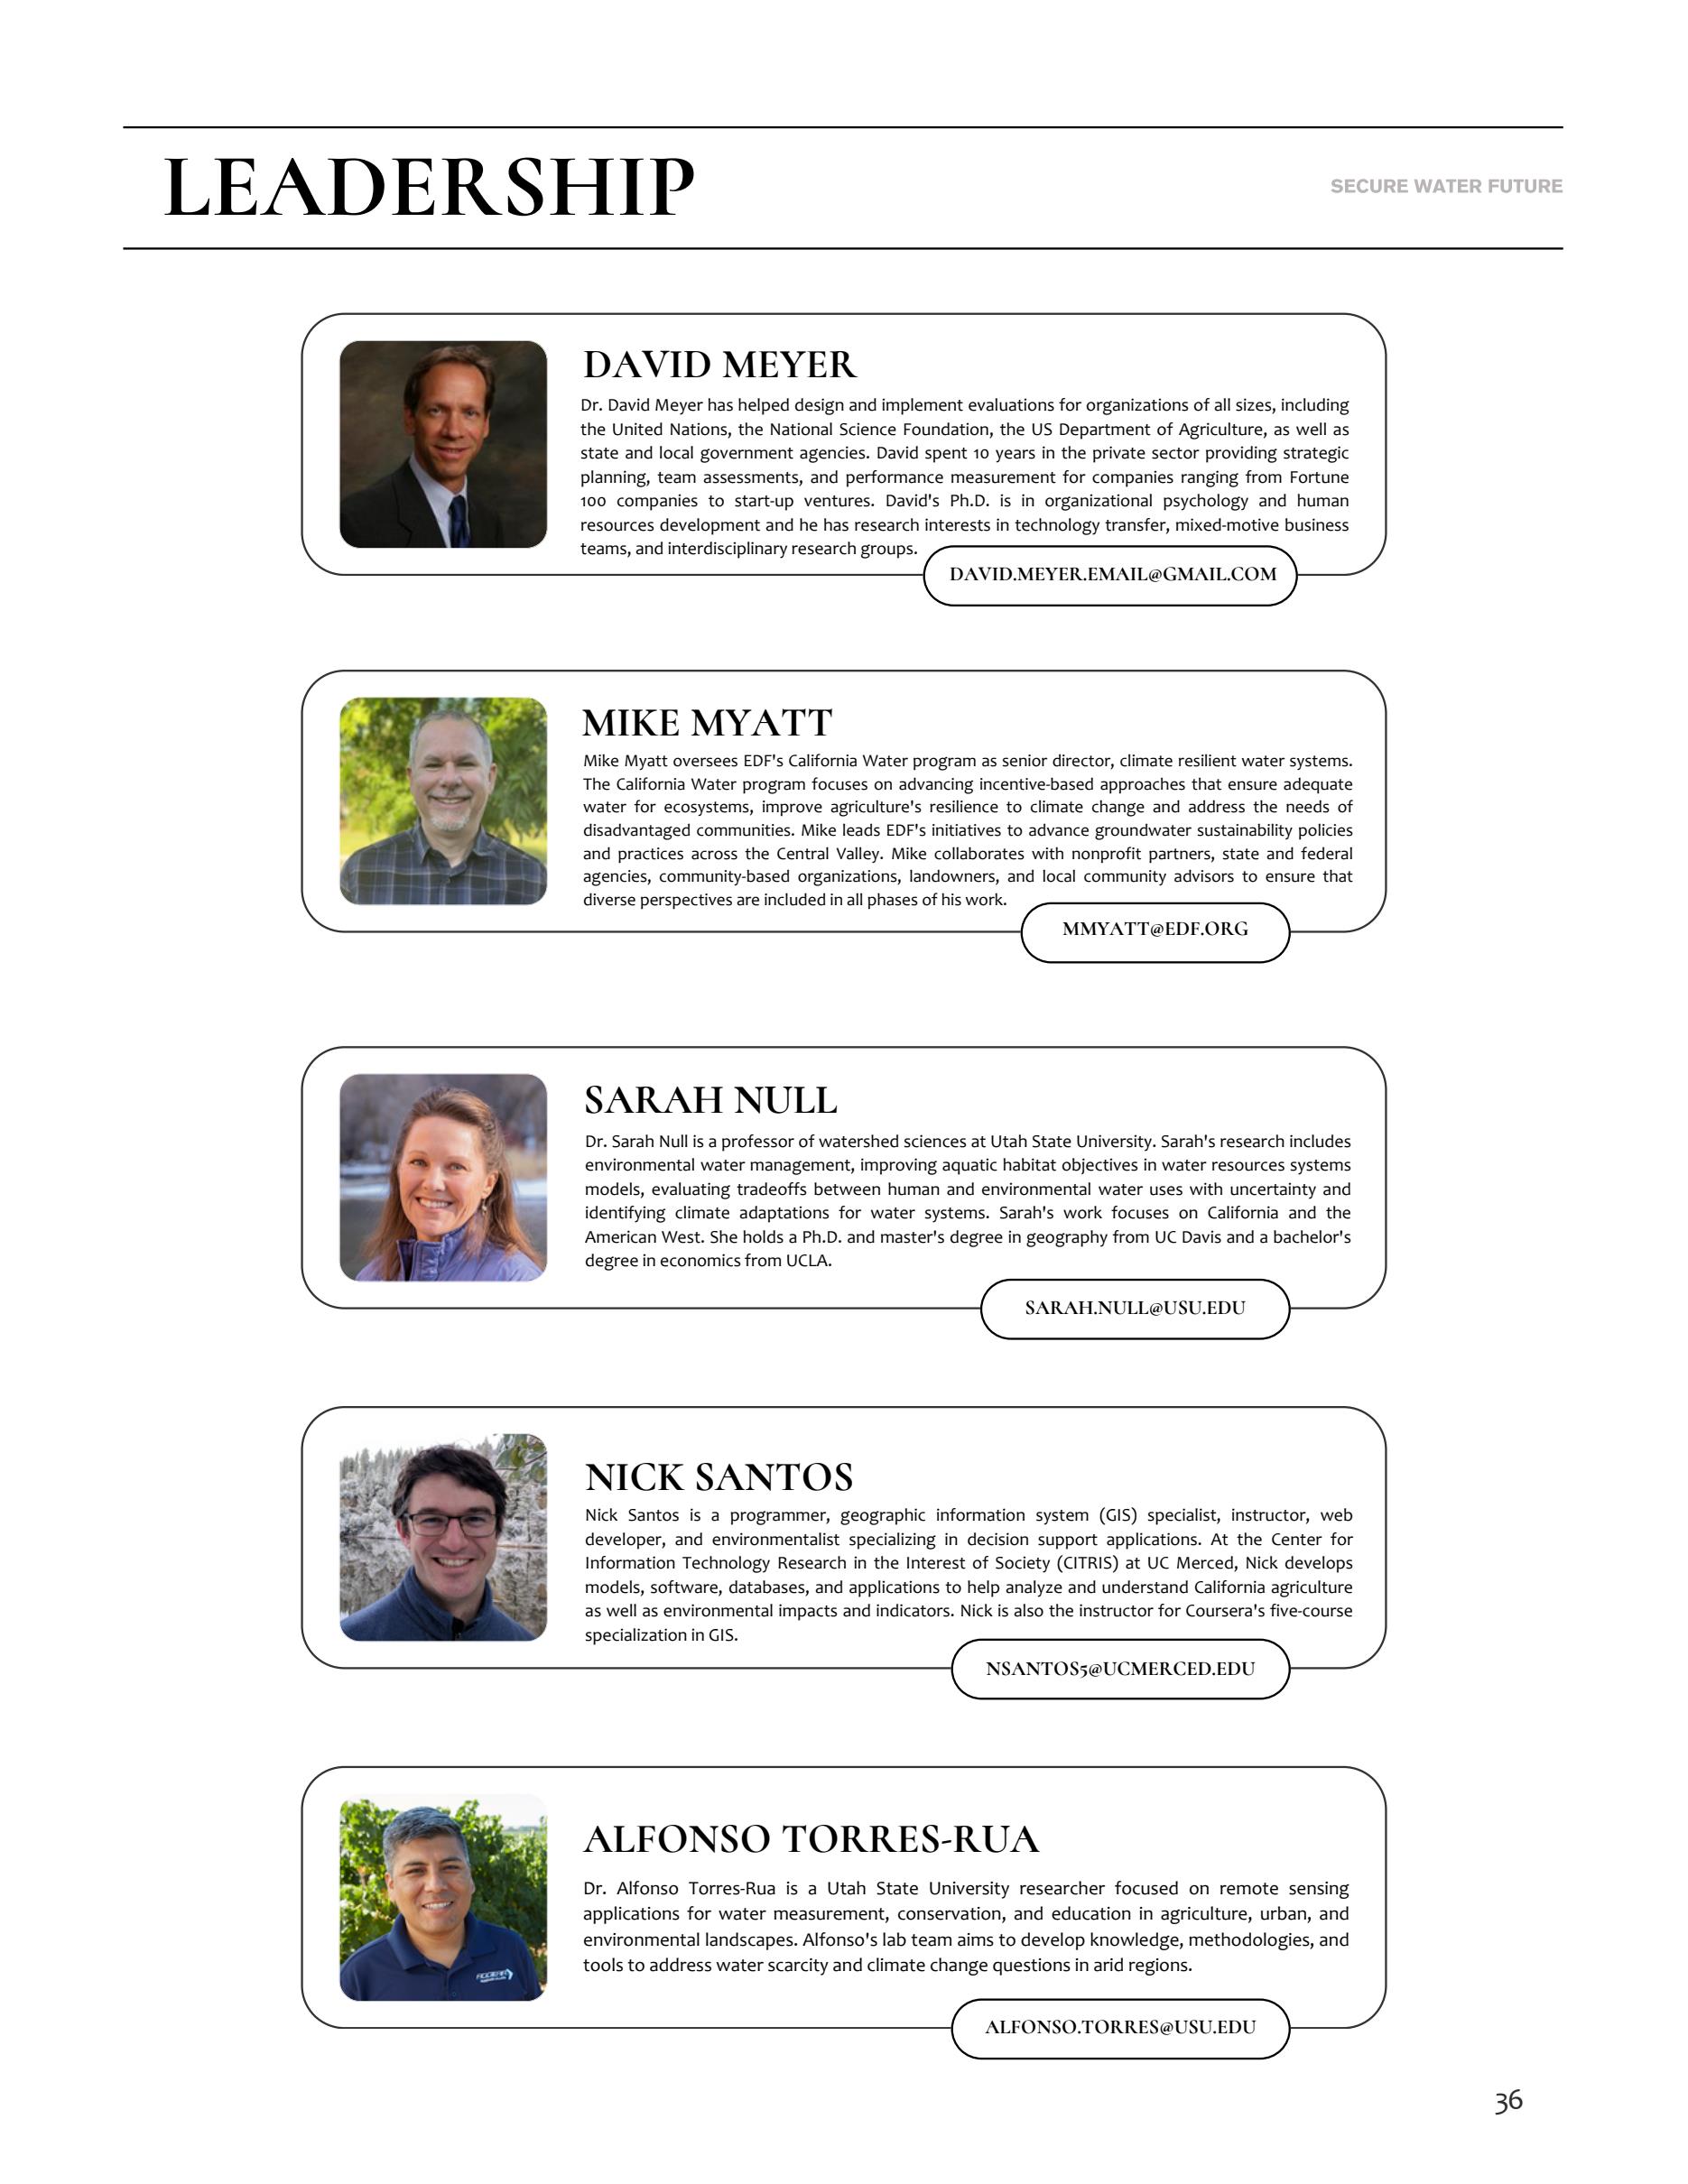 LEADERSHIP
SECURE WATER FUTURE
DAVID MEYER
Dr. David Meyer has helped design and implement evaluations for organizations of all sizes, including
the United Nations, the National Science Foundation, the US Department of Agriculture, as well as
state and local government agencies. David spent 10 years in the private sector providing strategic
planning, team assessments, and performance measurement for companies ranging from Fortune
100 companies to start-up ventures. David's Ph.D. is in organizational psychology and human
resources development and he has research interests in technology transfer, mixed-motive business
teams, and interdisciplinary research groups.
DAVID.MEYER.EMAIL@GMAIL.COM
MIKE MYATT
Mike Myatt oversees EDF's California Water program as senior director, climate resilient water systems.
The California Water program focuses on advancing incentive-based approaches that ensure adequate
water for ecosystems, improve agriculture's resilience to climate change and address the needs of
disadvantaged communities. Mike leads EDF's initiatives to advance groundwater sustainability policies
and practices across the Central Valley. Mike collaborates with nonprofit partners, state and federal
agencies, community-based organizations, landowners, and local community advisors to ensure that
diverse perspectives are included in all phases of his work.
MMYATT@EDF.ORG
SARAH NULL
Dr. Sarah Null is a professor of watershed sciences at Utah State University. Sarah's research includes
environmental water management, improving aquatic habitat objectives in water resources systems
models, evaluating tradeoffs between human and environmental water uses with uncertainty and
identifying climate adaptations for water systems. Sarah's work focuses on California and the
American West. She holds a Ph.D. and master's degree in geography from UC Davis and a bachelor's
degree in economics from UCLA.
SARAH.NULL@USU.EDU
NICK SANTOS
Nick Santos is a programmer, geographic information system (GIS) specialist, instructor, web
developer, and environmentalist specializing in decision support applications. At the Center for
Information Technology Research in the Interest of Society (CITRIS) at UC Merced, Nick develops
models, software, databases, and applications to help analyze and understand California agriculture
as well as environmental impacts and indicators. Nick is also the instructor for Coursera's five-course
specialization in GIS.
NSANTOS5@UCMERCED.EDU
ALFONSO TORRES-RUA
Dr. Alfonso Torres-Rua is a Utah State University researcher focused on remote sensing
applications for water measurement, conservation, and education in agriculture, urban, and
environmental landscapes. Alfonso's lab team aims to develop knowledge, methodologies, and
tools to address water scarcity and climate change questions in arid regions.
ALFONSO.TORRES@USU.EDU
36